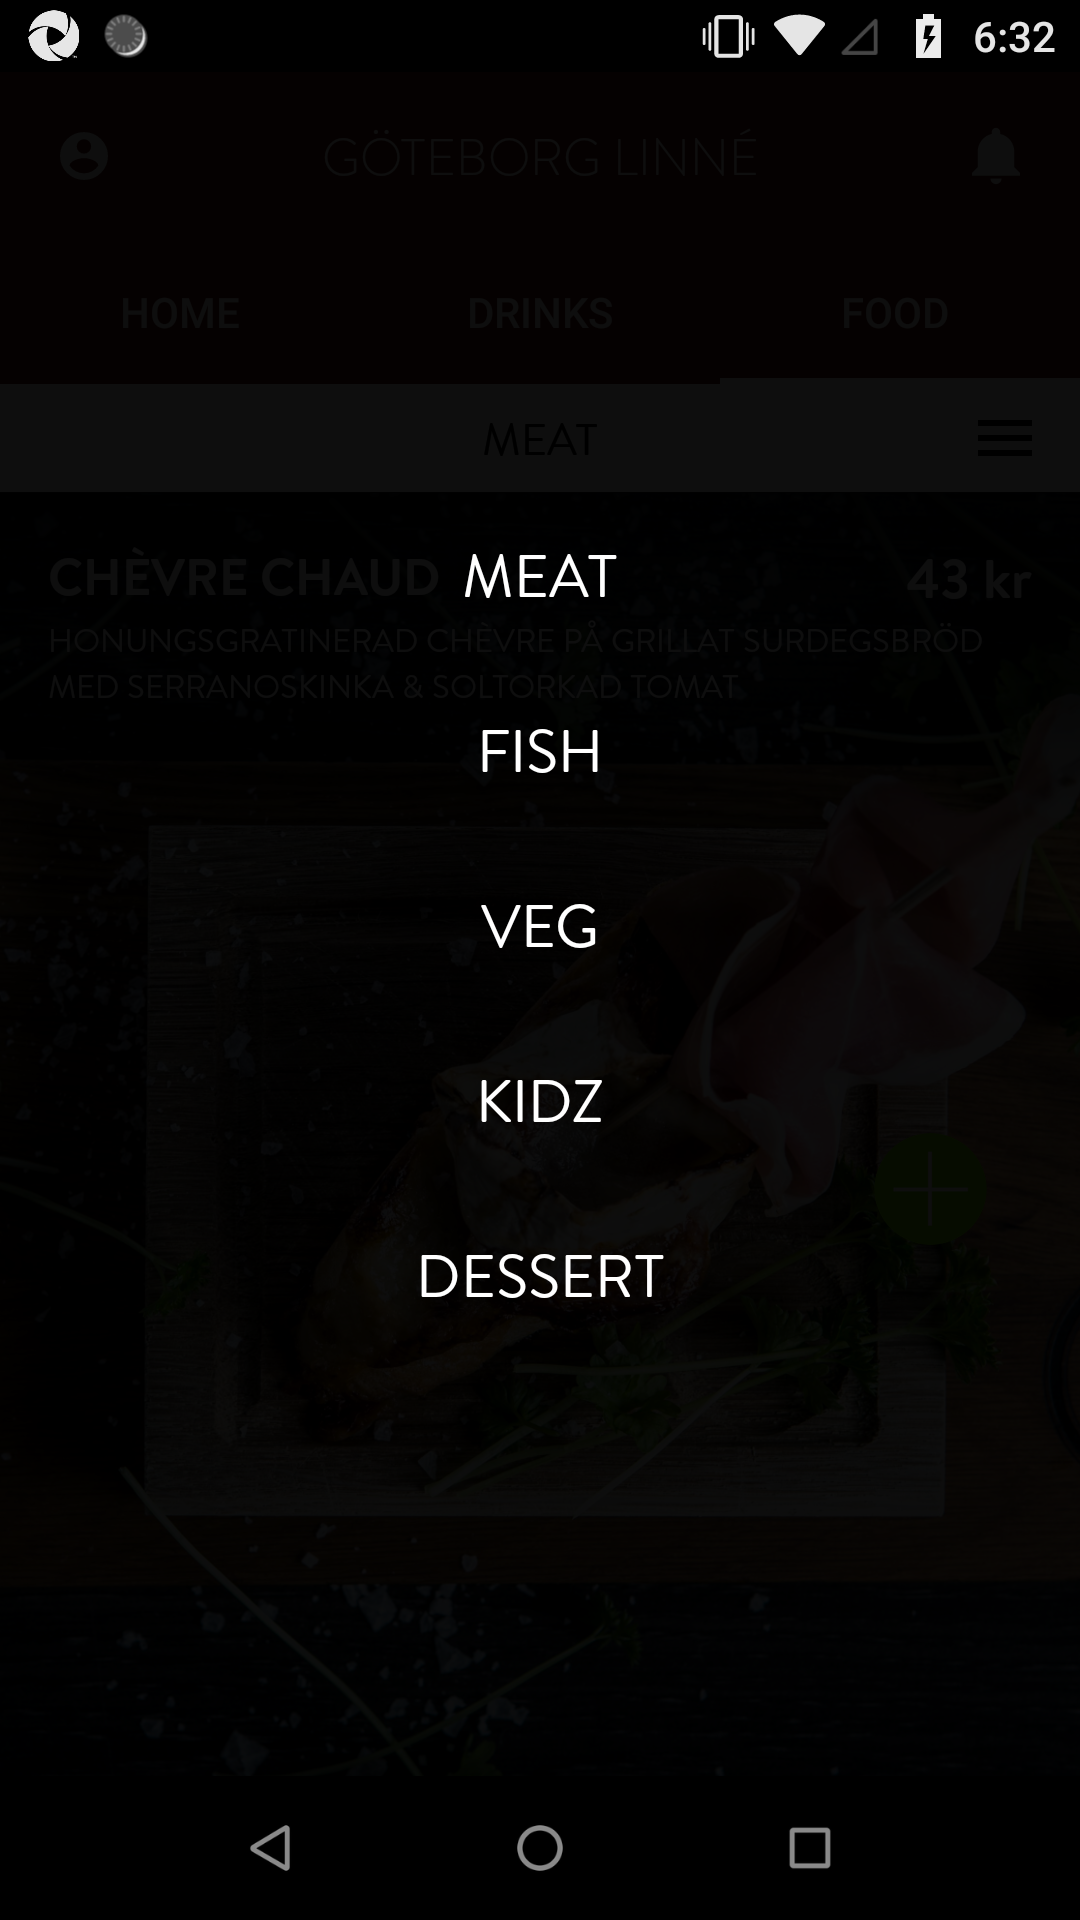 6:32
GÖTEBORG LINNÉ
HOME DRINKS FOOD
MEAT
MEAT
CHÈVRE CHAUD 43 kr
HONUNGSGRATINERAD CHÈVRE PÅ GRILLAT SURDEGSBRÖD
MED SERRANOSKINKA & SOLTORKAD TOMAT
FISH
VEG
KIDZ
DESSERT